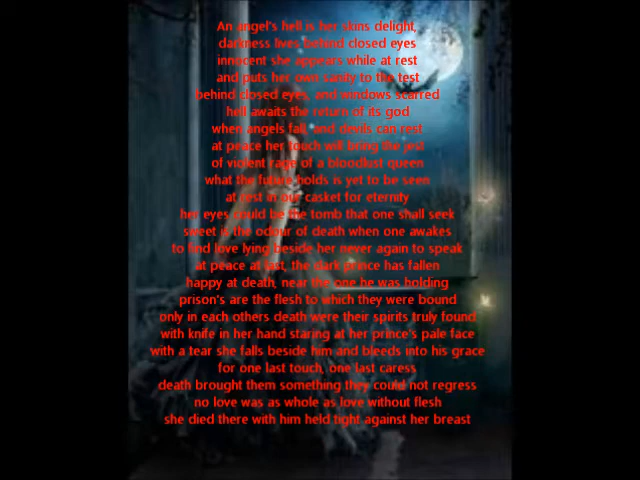 An angel's hell is her skins delight,
darkness lives behind closed eyes
innocent she appears while at rest
and puts her own sanity to the test
behind closed eyes, and windows scarred
hell awaits the return of its god
when angels fall, and devils can rest
at peace her touch will bring the jest
of violent rage of a bloodlust queen
what the future holds is yet to be seen
at rest in our casket for eternity
her eyes could be the tomb that one shall seek
sweet is the odour of death when one awakes
to find love lying beside her never again to speak
at peace at last, the dark prince has fallen
happy at death, near the one he was holding
prison's are the flesh to which they were bound
only in each others death were their spirits truly found
with knife in her hand staring at her prince's pale face
with a tear she falls beside him and bleeds into his grace
for one last touch, one last caress
death brought them something they could not regress
no love was as whole as love without flesh
she died there with him held tight against her breast